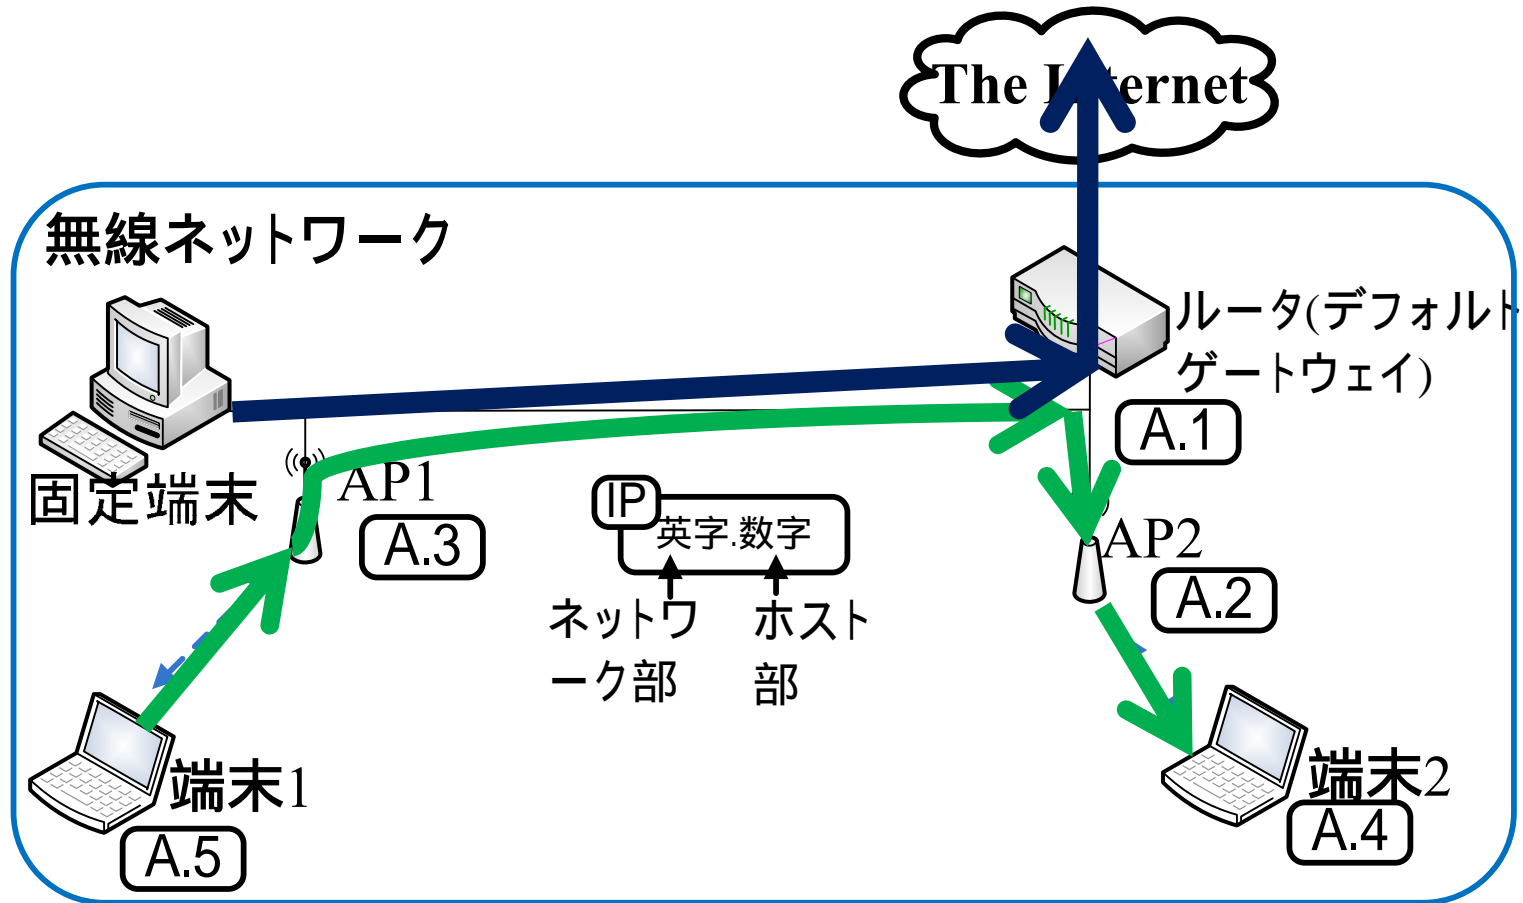 The Internet
無線ネットワーク
ルータ(デフォルト
ゲートウェイ)
A.1
固定端末
AP1
A.3
IP
英字.数字
ネットワ
ーク部
ホスト
部
AP2
A.2
端末1
A.5
端末2
A.4